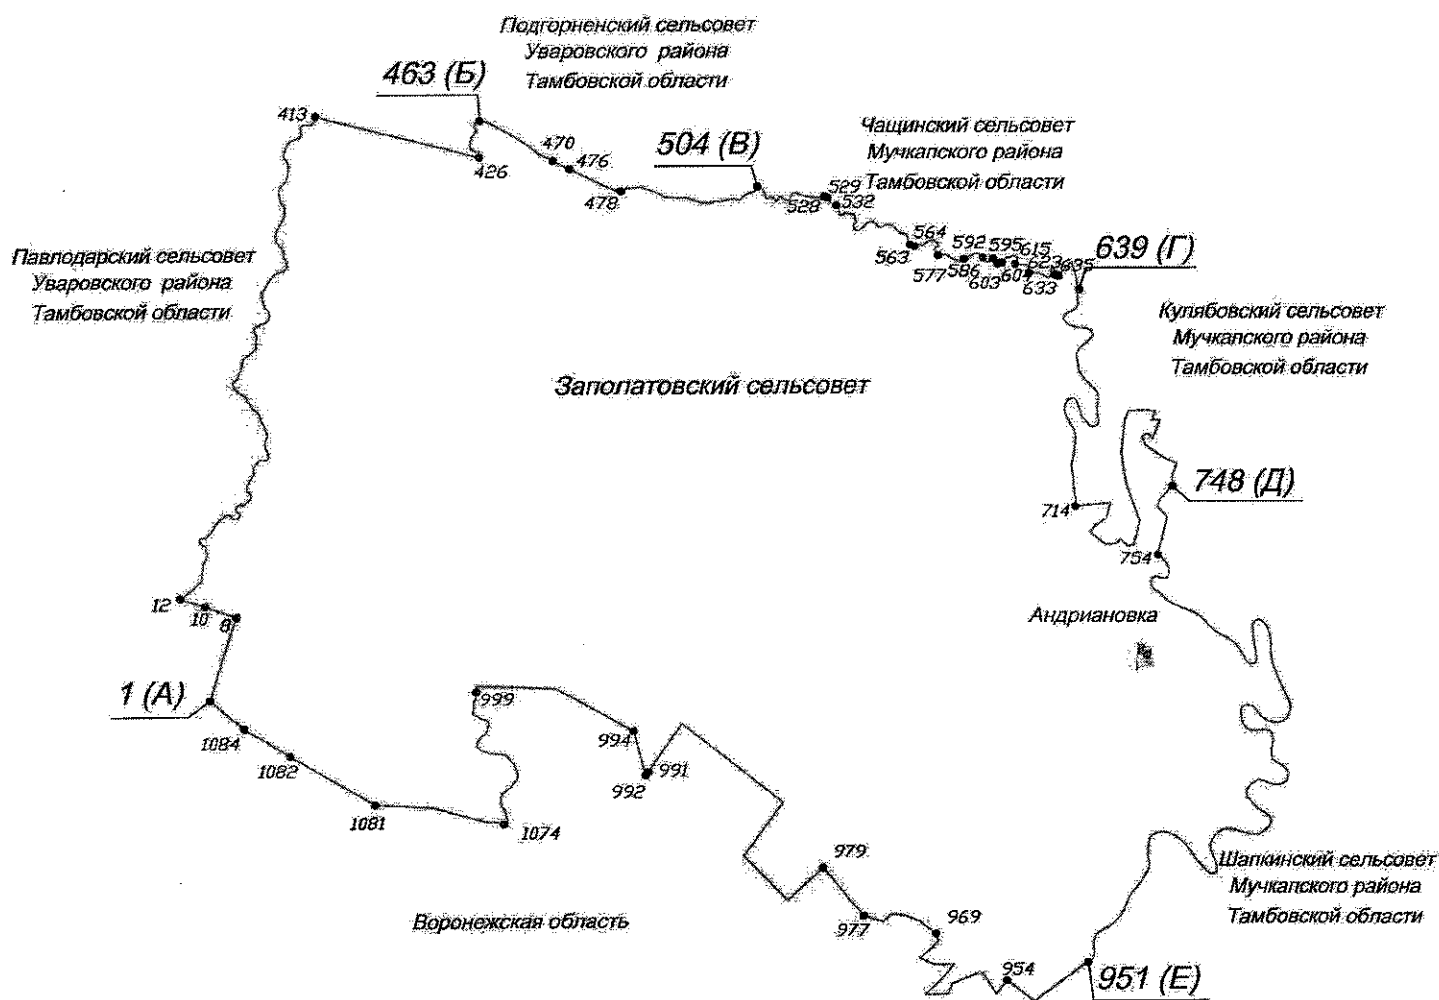 Подгорненский сельсовет
Уваровского района
Тамбовской области
463 (Б)
413
426
470
476
478
504 (В)
Чащинский сельсовет
Мучкапского района
Тамбовской области
528
529
532
563
564
577
586
592
595
603
615
623
633
635
639 (Г)
Павлодарский сельсовет
Уваровского района
Тамбовской области
Кулябовский сельсовет
Мучкапского района
Тамбовской области
Заполатовский сельсовет
714
748 (Д)
754
12
10
8
Андриановка
1 (А)
1084
1082
1081
1074
999
994
992
991
979
977
969
954
951 (Е)
Шапкинский сельсовет
Мучкапского района
Тамбовской области
Воронежская область